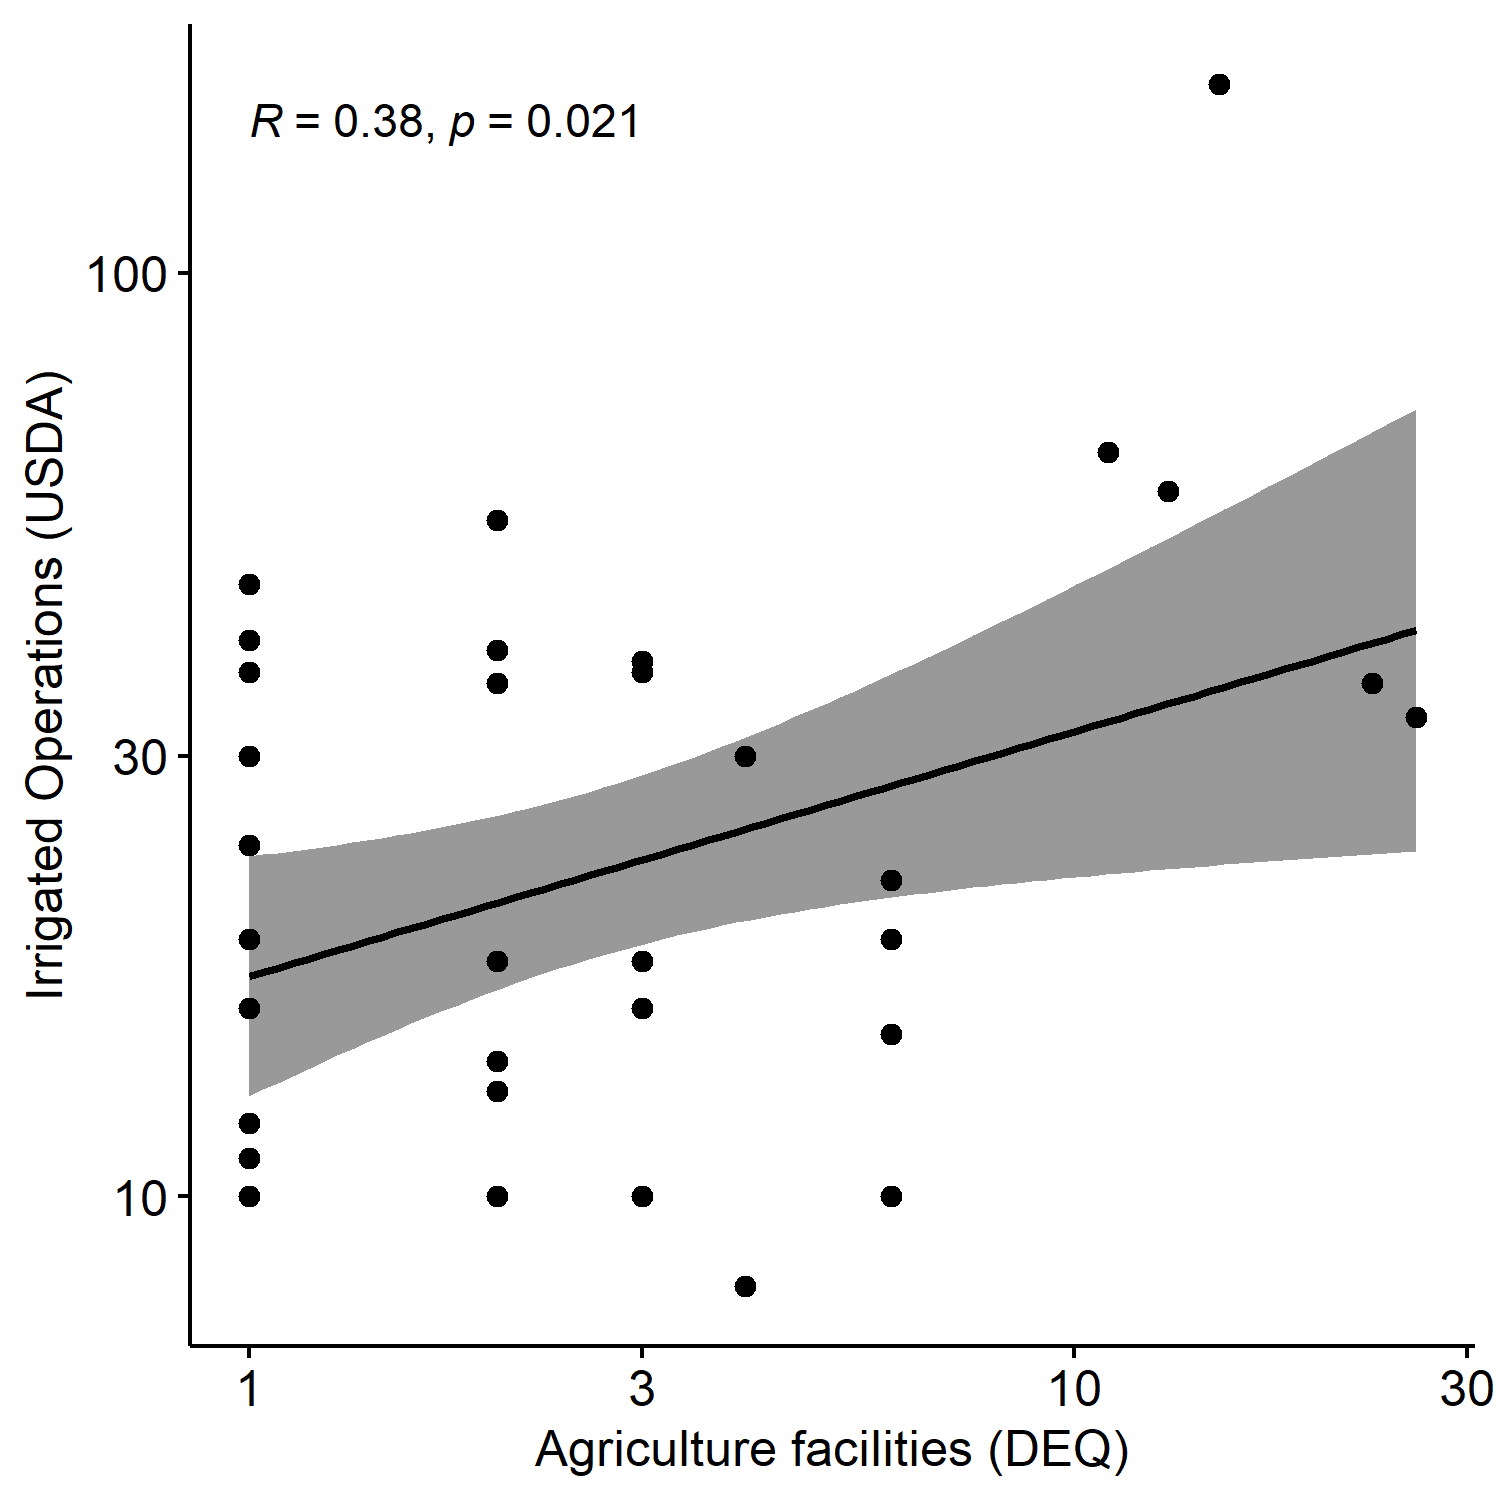 R = 0.38, p = 0.021
100
30
10
Irrigated Operations (USDA)
1 3 10 30
Agriculture facilities (DEQ)